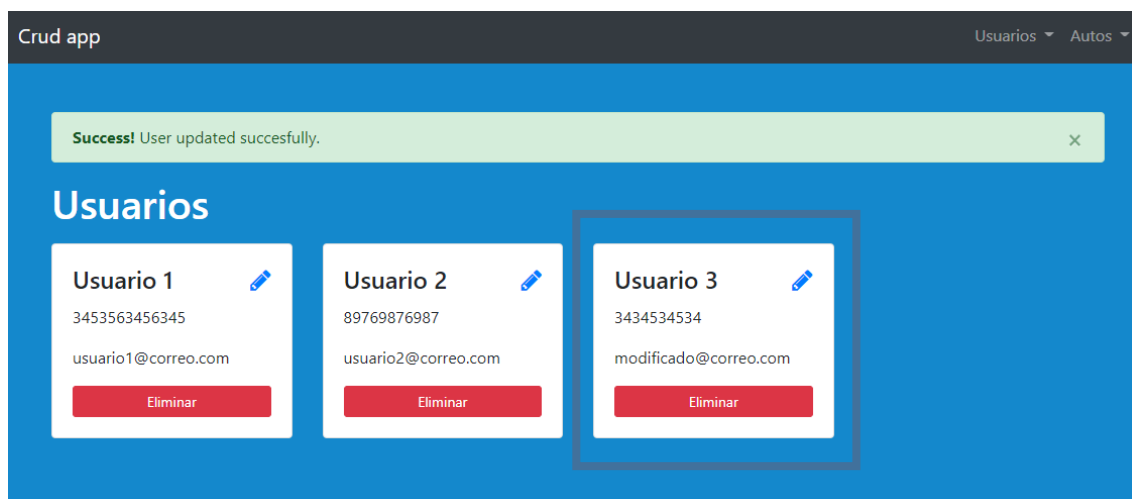 Crud app
Usuarios Autos
Success! User updated succesfully. ×
Usuarios
Usuario 1
3453563456345
usuario1@correo.com
Eliminar
Usuario 2
89769876987
usuario2@correo.com
Eliminar
Usuario 3
3434534534
modificado@correo.com
Eliminar